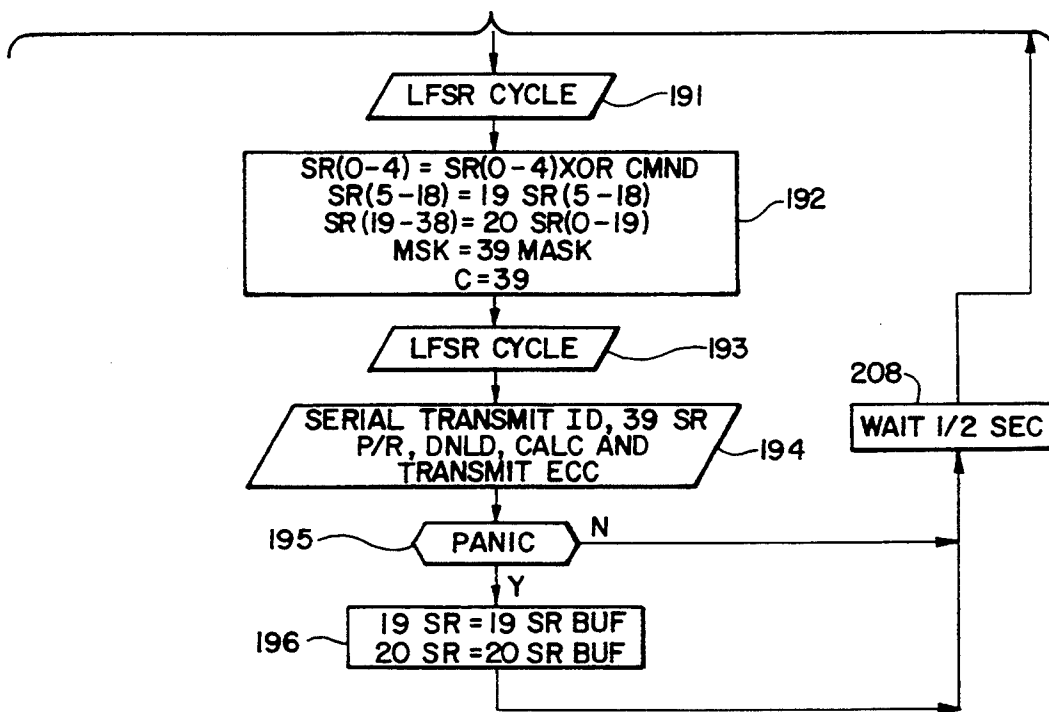 LFSR CYCLE
191
SR(0-4) = SR(0-4)XOR CMND
SR(5-18) = 19 SR(5-18)
SR(19-38)= 20 SR(0-19)
MSK = 39 MASK
C=39
192
LFSR CYCLE
193
SERIAL TRANSMIT ID, 39 SR
P/R, DNLD, CALC AND
TRANSMIT ECC
194
208
WAIT 1/2 SEC
195
PANIC
N
Y
196
19 SR = 19 SR BUF
20 SR = 20 SR BUF